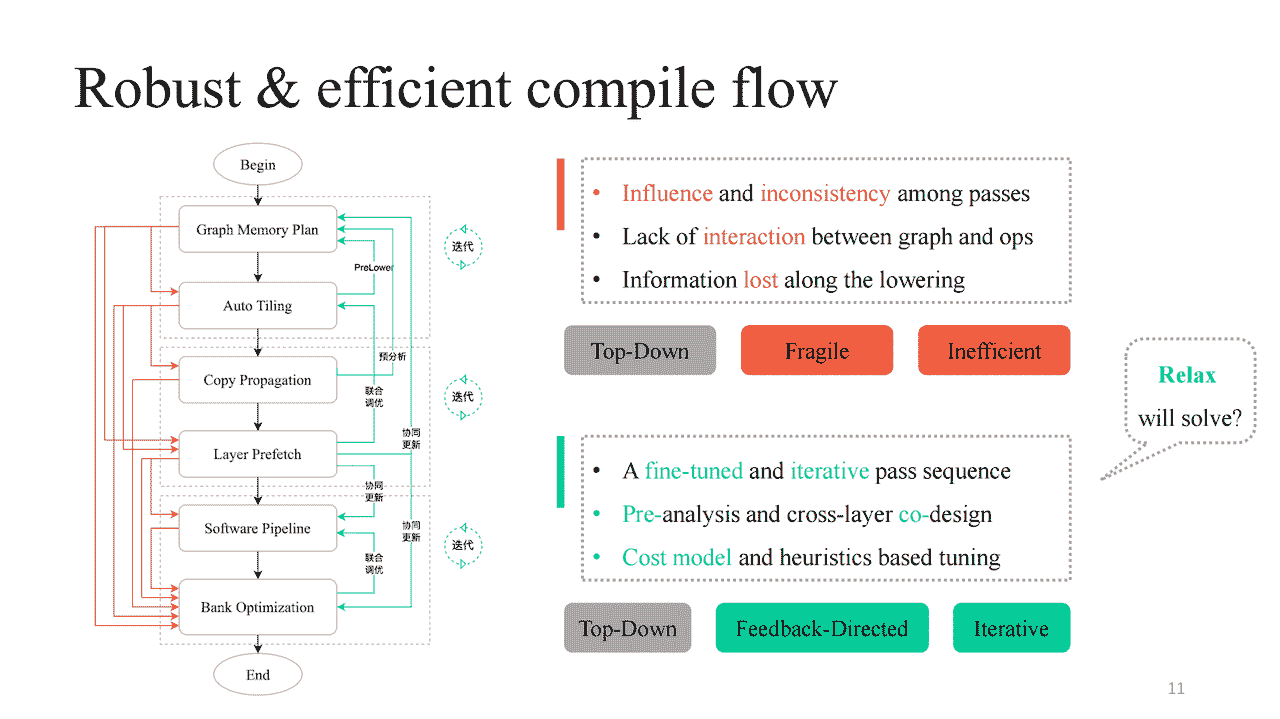 Robust & efficient compile flow
Begin
Graph Memory Plan
迭代
PreLower
Auto Tiling
预分析
Copy Propagation
联合
调优
迭代
协同
更新
Layer Prefetch
协同
更新
Software Pipeline
协同
更新
迭代
联合
调优
Bank Optimization
End
• Influence and inconsistency among passes
• Lack of interaction between graph and ops
• Information lost along the lowering
Top-Down
Fragile
Inefficient
Relax
will solve?
• A fine-tuned and iterative pass sequence
• Pre-analysis and cross-layer co-design
• Cost model and heuristics based tuning
Top-Down
Feedback-Directed
Iterative
11